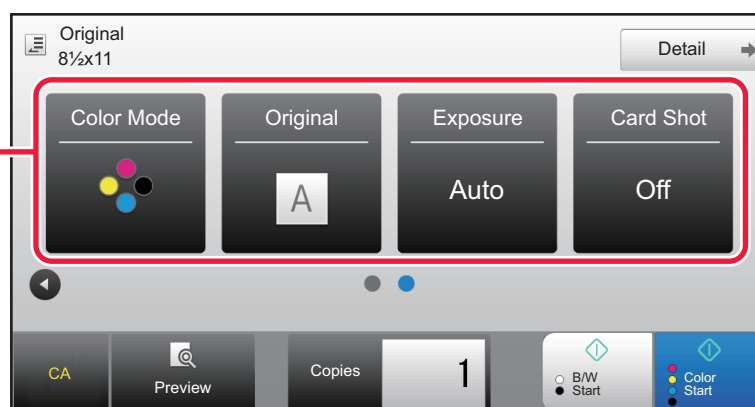 Original
8½x11
Detail
Color Mode
Original
Exposure
Card Shot
A
Auto
Off
CA
Preview
Copies
1
B/W
Start
Color
Start